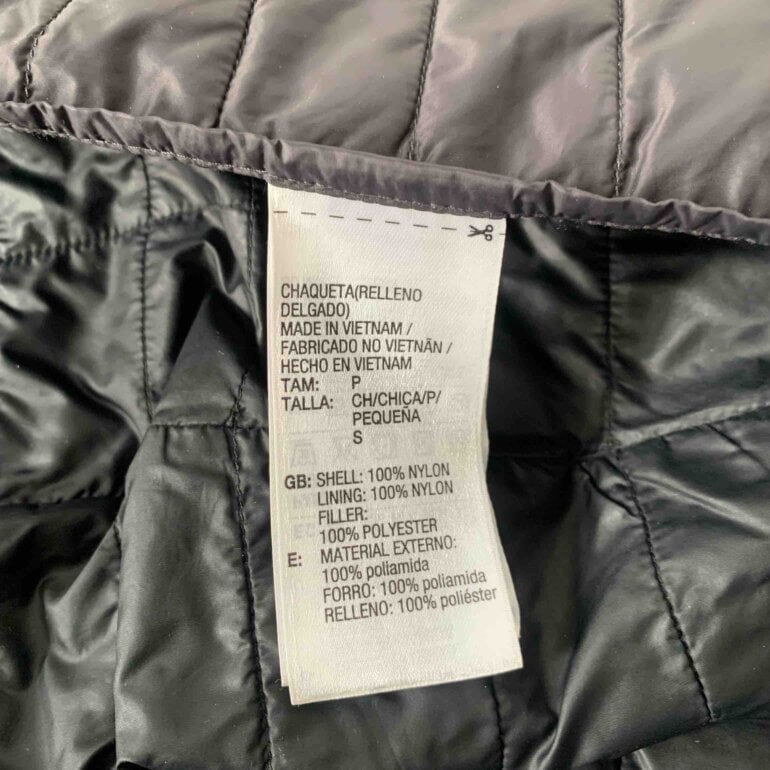 CHAQUETA(RELLENO
DELGADO)
MADE IN VIETNAM /
FABRICADO NO VIETNÃN /
HECHO EN VIETNAM
TAM: P
TALLA: CH/CHICA/P/
PEQUEÑA
S
GB: SHELL: 100% NYLON
LINING: 100% NYLON
FILLER:
100% POLYESTER
E: MATERIAL EXTERNO:
100% poliamida
FORRO: 100% poliamida
RELLENO: 100% poliéster